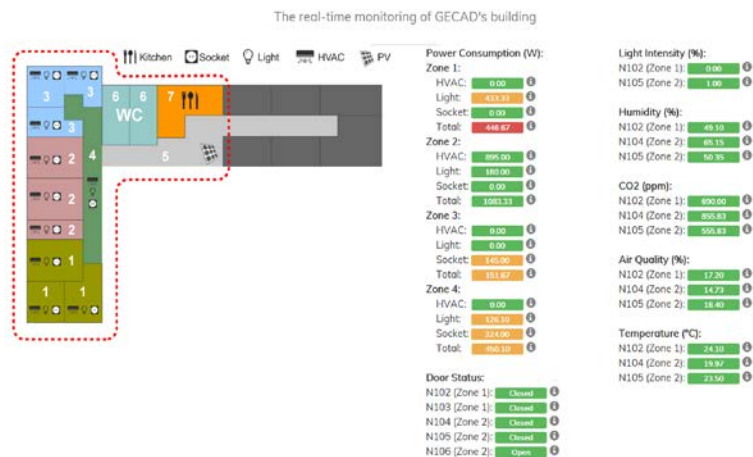 The real-time monitoring of GECAD's building
Kitchen Socket Light HVAC PV
3 3
6 6
7
WC
3
4
5
2
2
2
1
1 1
Power Consumption (W):
Zone 1:
HVAC: 0.00
Light: 433.33
Socket: 0.00
Total: 446.67
Zone 2:
HVAC: 895.00
Light: 180.00
Socket: 0.00
Total: 1083.33
Zone 3:
HVAC: 0.00
Light: 0.00
Socket: 145.00
Total: 151.67
Zone 4:
HVAC: 0.00
Light: 126.10
Socket: 324.00
Total: 450.10
Door Status:
N102 (Zone 1): Closed
N103 (Zone 1): Closed
N104 (Zone 2): Closed
N105 (Zone 2): Closed
N106 (Zone 2): Open
Light Intensity (%):
N102 (Zone 1): 0.00
N105 (Zone 2): 1.00
Humidity (%):
N102 (Zone 1): 49.10
N104 (Zone 2): 65.15
N105 (Zone 2): 50.35
CO2 (ppm):
N102 (Zone 1): 690.00
N104 (Zone 2): 855.83
N105 (Zone 2): 555.83
Air Quality (%):
N102 (Zone 1): 17.20
N104 (Zone 2): 14.73
N105 (Zone 2): 18.40
Temperature (°C):
N102 (Zone 1): 24.10
N104 (Zone 2): 19.97
N105 (Zone 2): 23.50